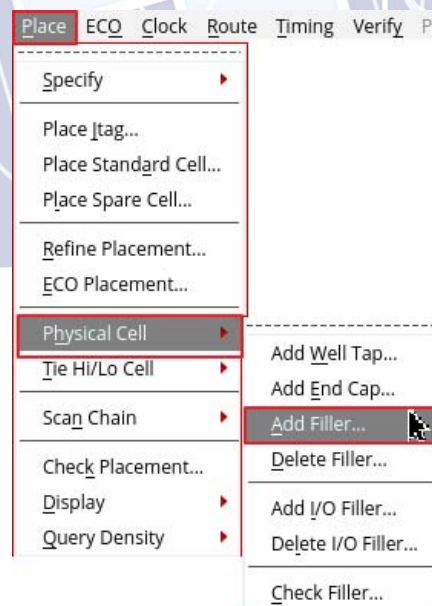 Place ECO Clock Route Timing Verify P
Specify
Place Jtag...
Place Standard Cell...
Place Spare Cell...
Refine Placement...
ECO Placement...
Physical Cell
Tie Hi/Lo Cell
Scan Chain
Check Placement...
Display
Query Density
Add Well Tap...
Add End Cap...
Add Filler...
Delete Filler...
Add I/O Filler...
Delete I/O Filler...
Check Filler...